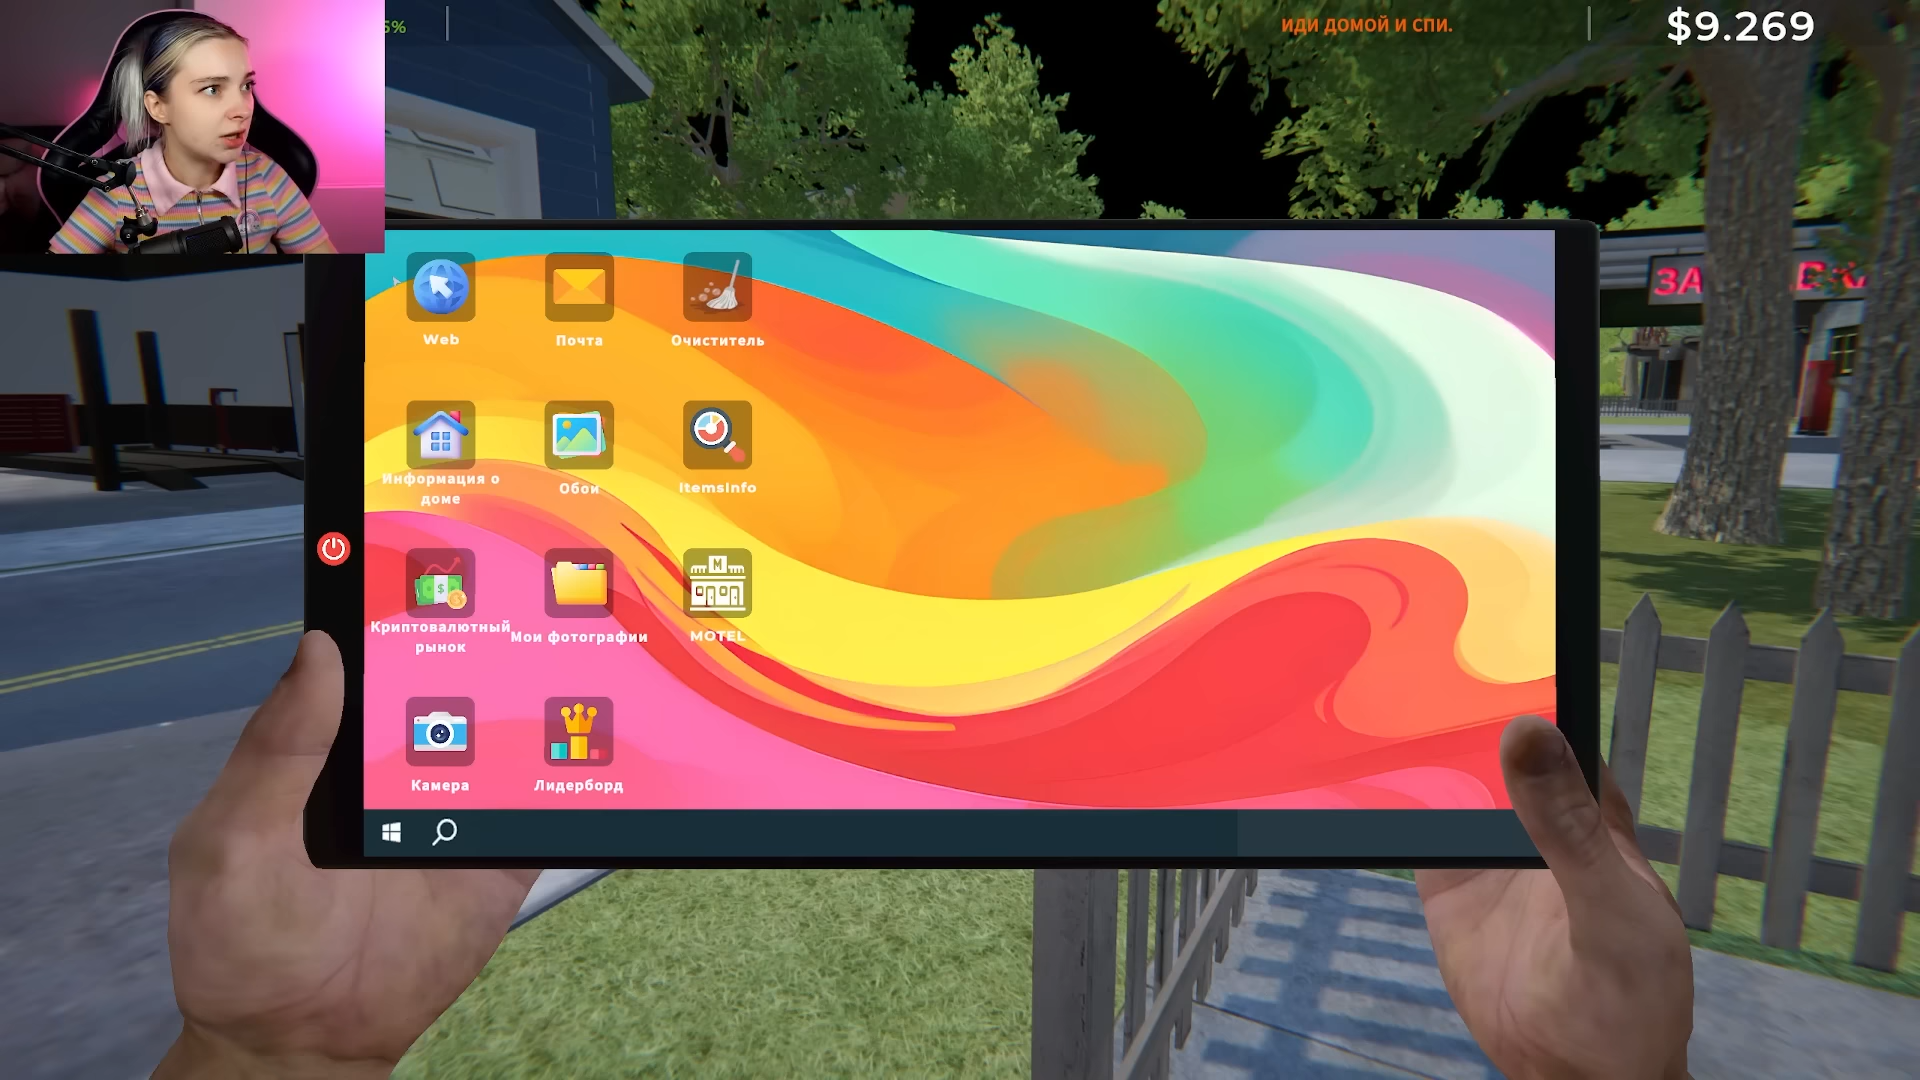 5%
ИДИ ДОМОЙ И СПИ.
$9.269
Web
Почта
Очиститель
Информация о
доме
Обои
ItemsInfo
Криптовалютный
рынок
Мои фотографии
M
MOTEL
Камера
Лидерборд